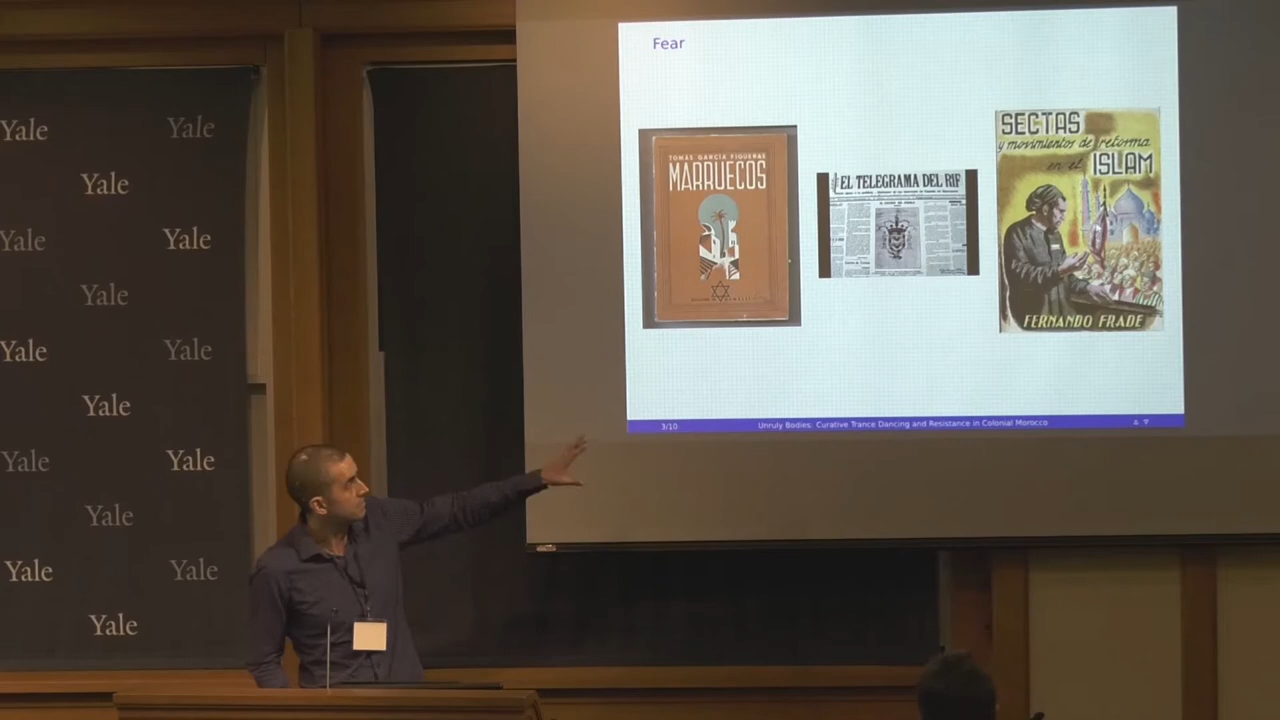 Fear
TOMÁS GARCÍA FIGUERAS
MARRUECOS
EL TELEGRAMA DEL RIF
SECTAS
y movimientos de reforma
en el ISLAM
FERNANDO FRADE
3/10 Unruly Bodies: Curative Trance Dancing and Resistance in Colonial Morocco
Yale Yale
Yale
Yale Yale
Yale
Yale Yale
Yale
Yale Yale
Yale
Yale Yale
Yale